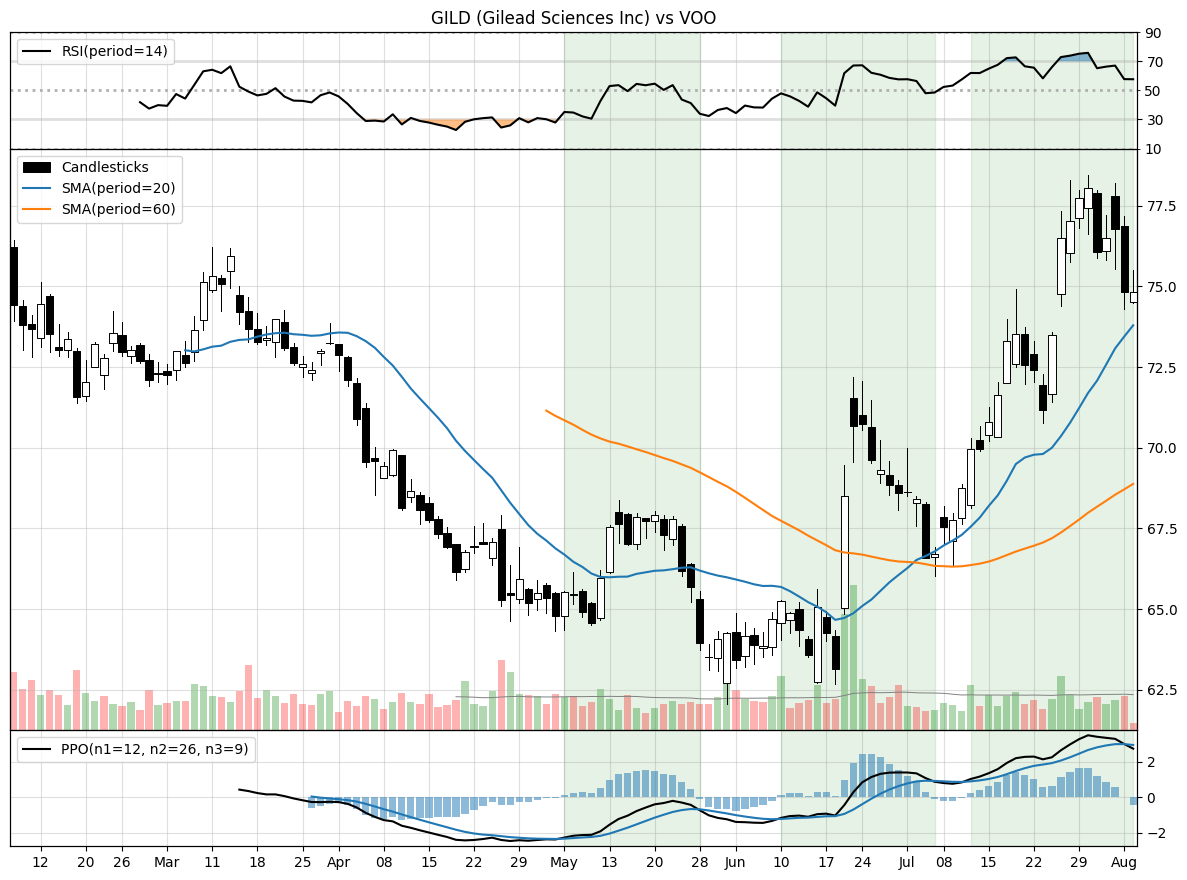 GILD (Gilead Sciences Inc) vs VOO
RSI(period=14)
90
70
50
30
10
Candlesticks
SMA(period=20)
SMA(period=60)
77.5
75.0
72.5
70.0
67.5
65.0
62.5
PPO(n1=12, n2=26, n3=9)
2
0
−2
12 20 26 Mar 11 18 25 Apr 08 15 22 29 May 13 20 28 Jun 10 17 24 Jul 08 15 22 29 Aug